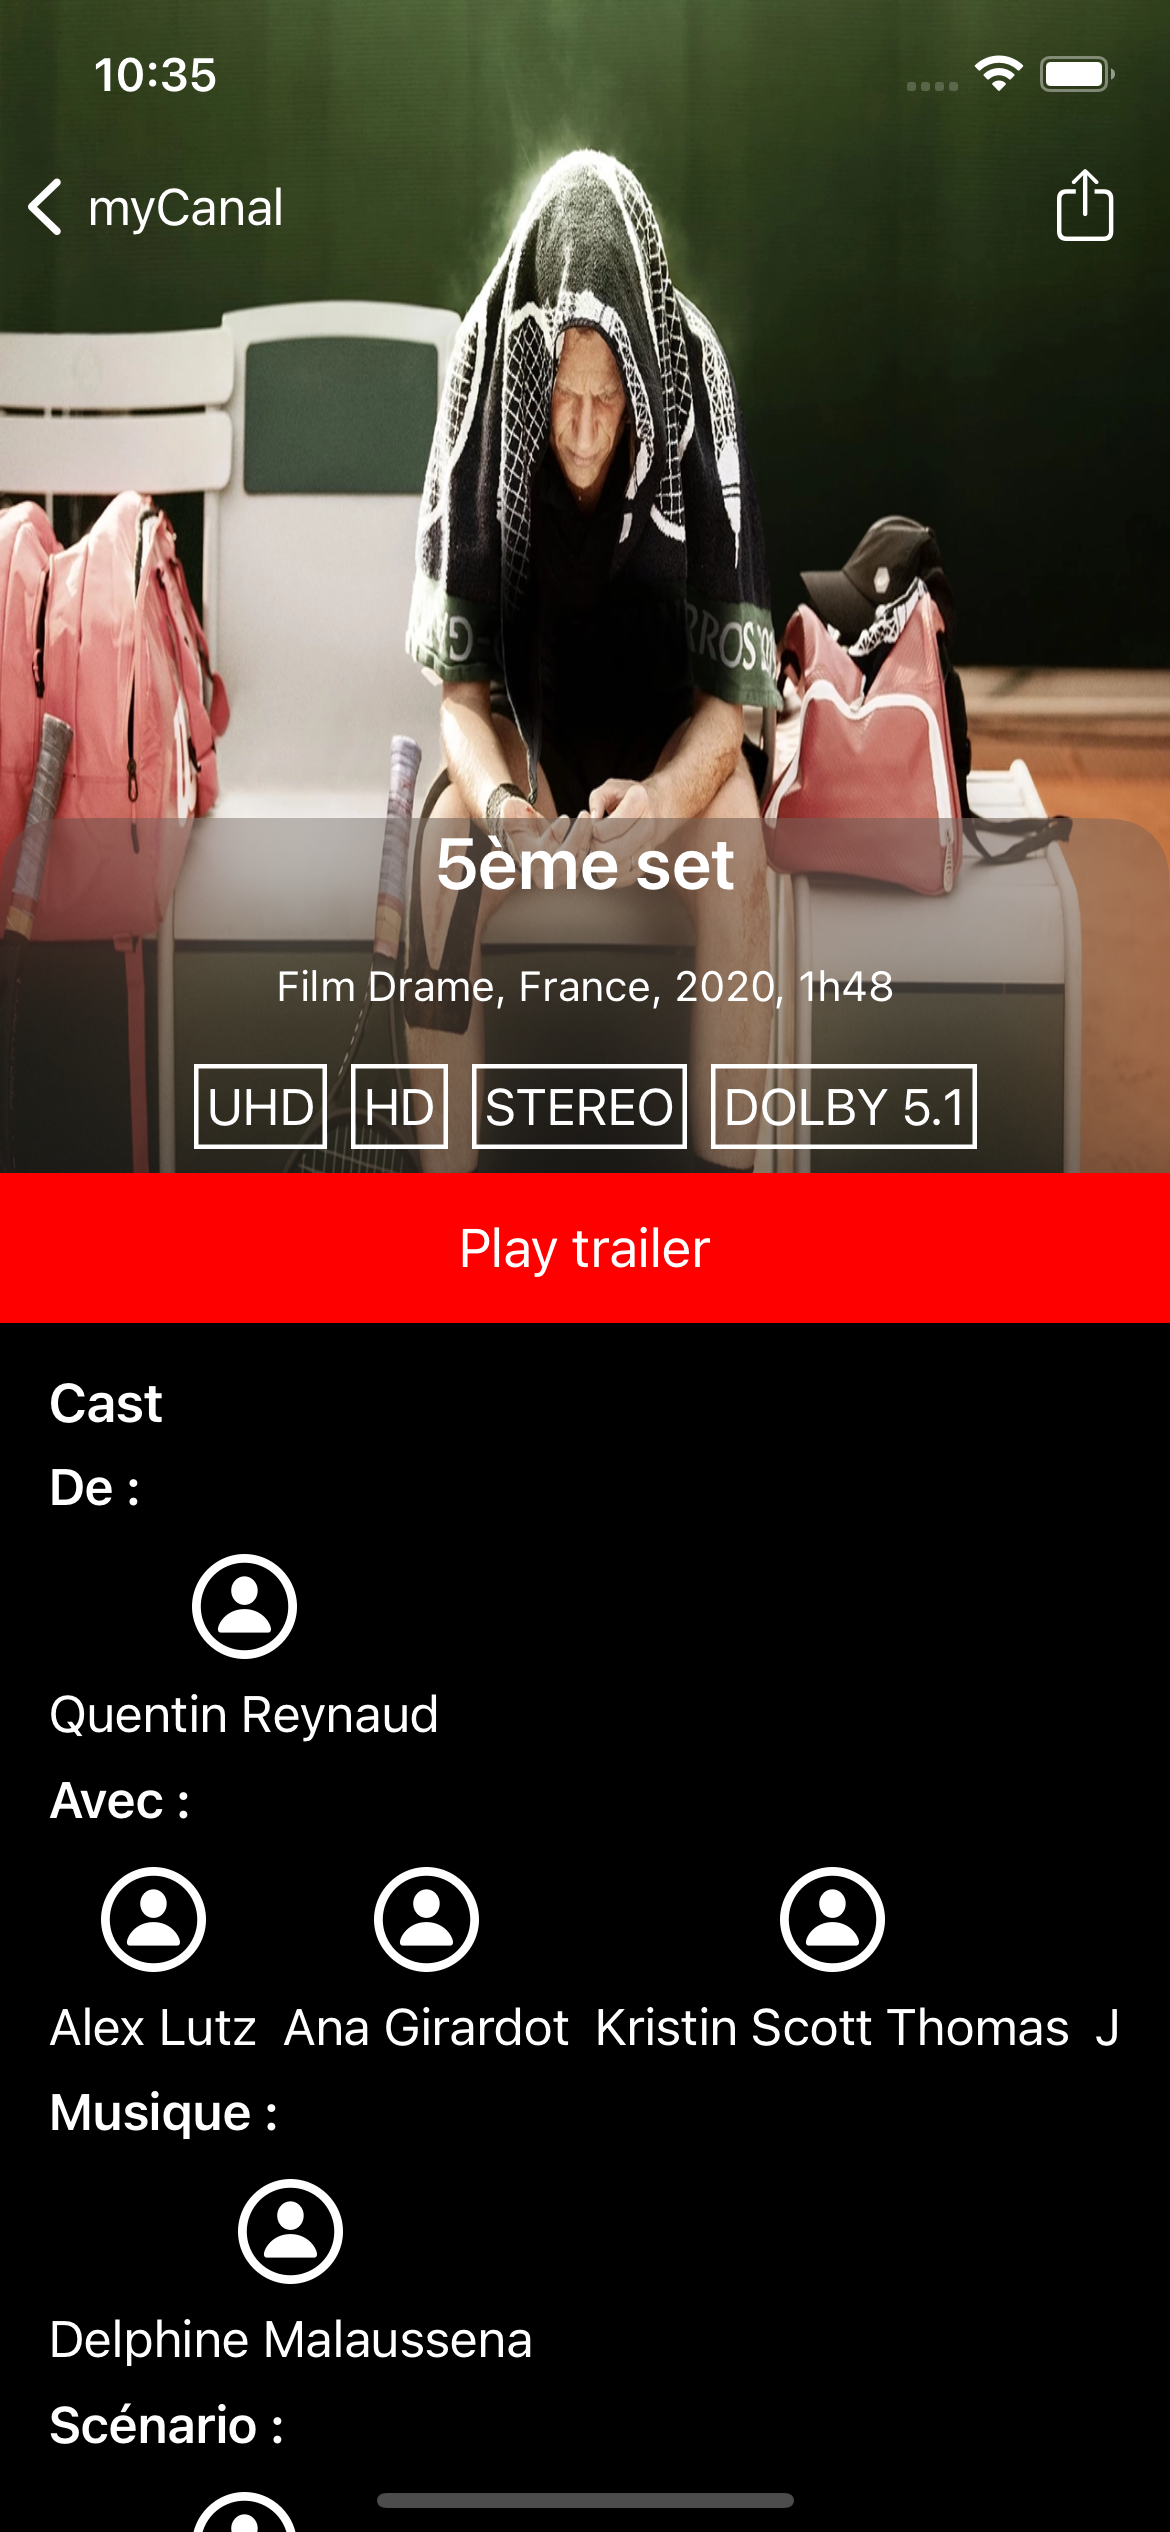 10:35
myCanal
5ème set
Film Drame, France, 2020, 1h48
UHD HD STEREO DOLBY 5.1
Play trailer
Cast
De :
Quentin Reynaud
Avec :
Alex Lutz Ana Girardot Kristin Scott Thomas J
Musique :
Delphine Malaussena
Scénario :